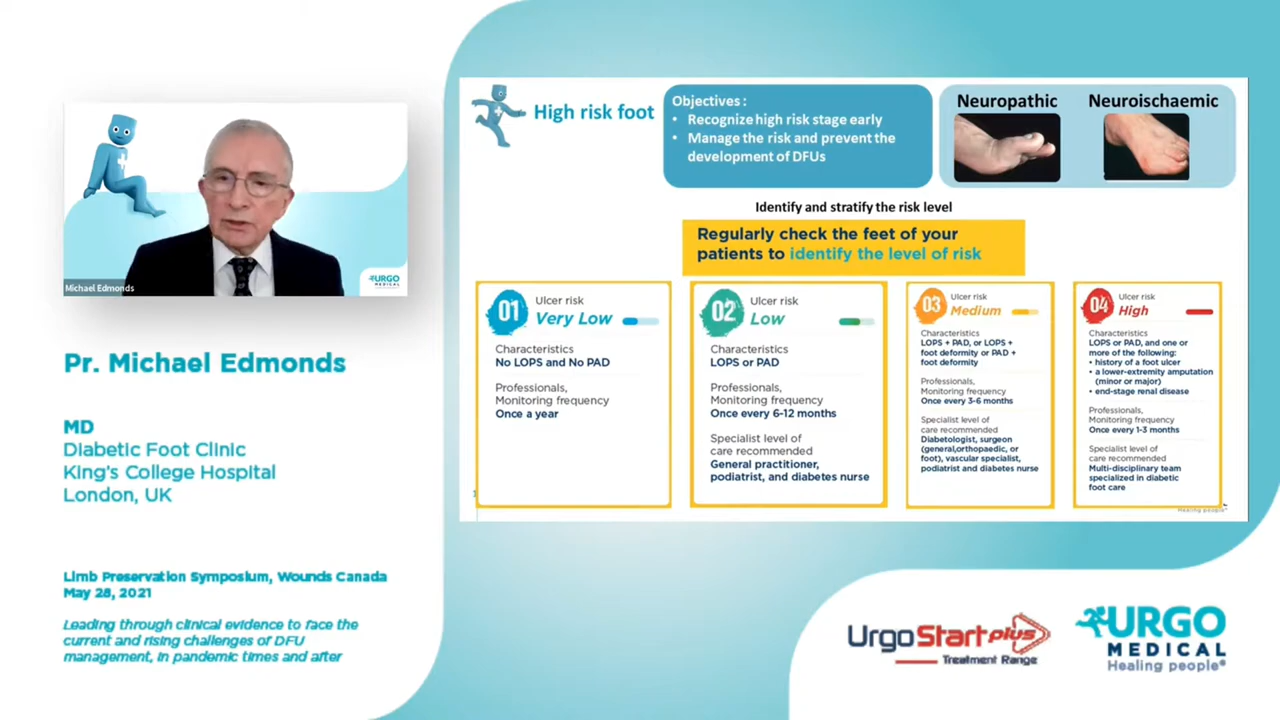 Michael Edmonds
URGO
MEDICAL
Pr. Michael Edmonds
MD
Diabetic Foot Clinic
King's College Hospital
London, UK
Limb Preservation Symposium, Wounds Canada
May 28, 2021
Leading through clinical evidence to face the
current and rising challenges of DFU
management, in pandemic times and after
High risk foot
Objectives :
• Recognize high risk stage early
• Manage the risk and prevent the
development of DFUs
Neuropathic
Neuroischaemic
Identify and stratify the risk level
Regularly check the feet of your
patients to identify the level of risk
01
Ulcer risk
Very Low
Characteristics
No LOPS and No PAD
Professionals,
Monitoring frequency
Once a year
02
Ulcer risk
Low
Characteristics
LOPS or PAD
Professionals,
Monitoring frequency
Once every 6-12 months
Specialist level of
care recommended
General practitioner,
podiatrist, and diabetes nurse
03
Ulcer risk
Medium
Characteristics
LOPS + PAD, or LOPS +
foot deformity or PAD +
foot deformity
Professionals,
Monitoring frequency
Once every 3-6 months
Specialist level of
care recommended
Diabetologist, surgeon
(general,orthopaedic, or
foot), vascular specialist,
podiatrist and diabetes nurse
04
Ulcer risk
High
Characteristics
LOPS or PAD, and one or
more of the following:
• history of a foot ulcer
• a lower-extremity amputation
(minor or major)
• end-stage renal disease
Professionals,
Monitoring frequency
Once every 1-3 months
Specialist level of
care recommended
Multi-disciplinary team
specialized in diabetic
foot care
Healing people
UrgoStart plus
Treatment Range
URGO
MEDICAL
Healing people®